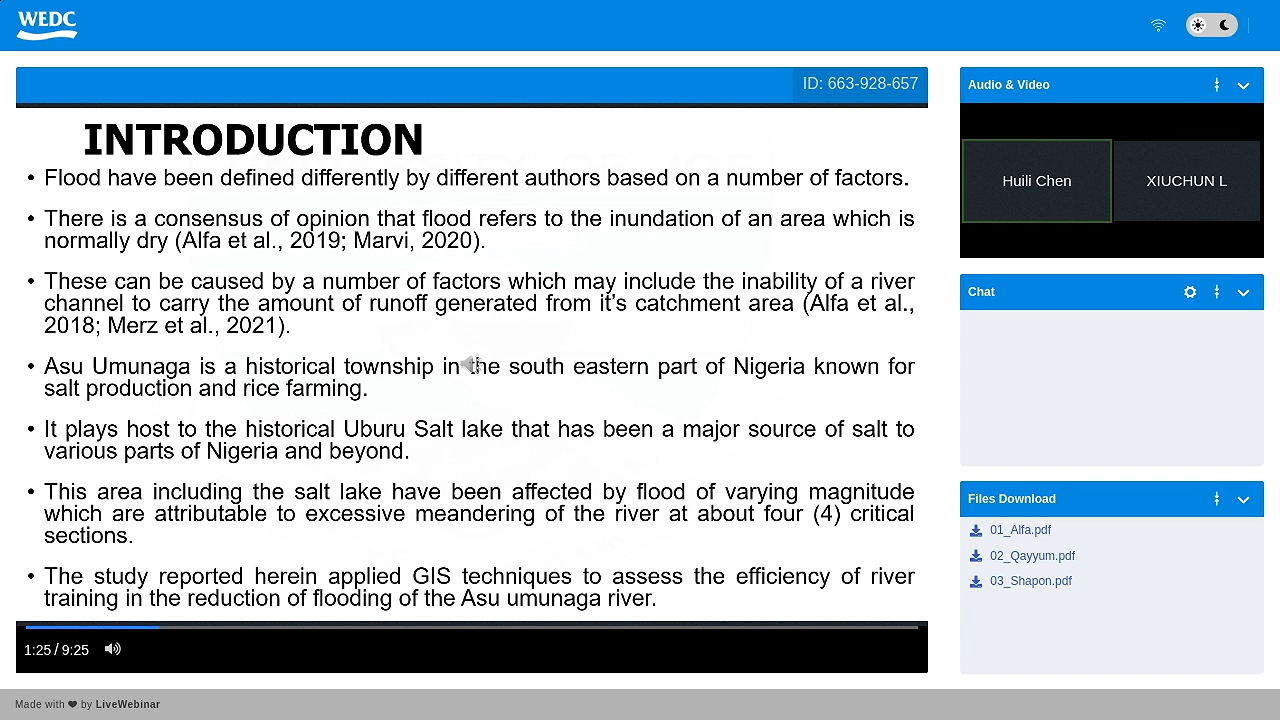 WEDC
ID: 663-928-657
INTRODUCTION
• Flood have been defined differently by different authors based on a number of factors.
• There is a consensus of opinion that flood refers to the inundation of an area which is
normally dry (Alfa et al., 2019; Marvi, 2020).
• These can be caused by a number of factors which may include the inability of a river
channel to carry the amount of runoff generated from it’s catchment area (Alfa et al.,
2018; Merz et al., 2021).
• Asu Umunaga is a historical township in the south eastern part of Nigeria known for
salt production and rice farming.
• It plays host to the historical Uburu Salt lake that has been a major source of salt to
various parts of Nigeria and beyond.
• This area including the salt lake have been affected by flood of varying magnitude
which are attributable to excessive meandering of the river at about four (4) critical
sections.
• The study reported herein applied GIS techniques to assess the efficiency of river
training in the reduction of flooding of the Asu umunaga river.
1:25 / 9:25
Audio & Video
Huili Chen
XIUCHUN L
Chat
Files Download
01_Alfa.pdf
02_Qayyum.pdf
03_Shapon.pdf
Made with ❤ by LiveWebinar